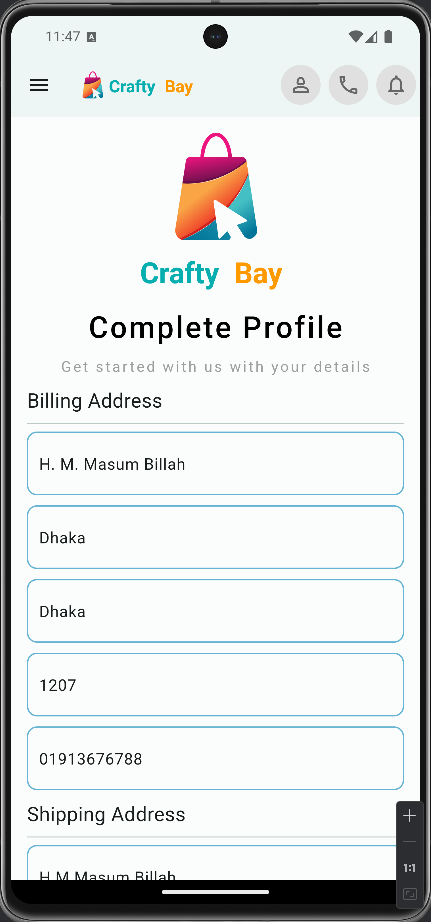 11:47 A
Crafty Bay
Crafty Bay
Complete Profile
Get started with us with your details
Billing Address
H. M. Masum Billah
Dhaka
Dhaka
1207
01913676788
Shipping Address
H M Masum Billah
1:1